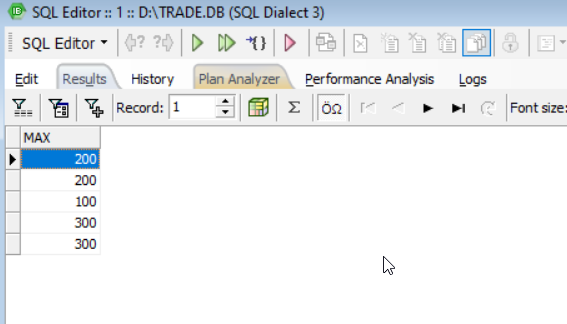 SQL Editor :: 1 :: D:\TRADE.DB (SQL Dialect 3)
SQL Editor
Edit Results History Plan Analyzer Performance Analysis Logs
Record: 1 Σ ÖΩ Font size:
MAX
200
200
100
300
300